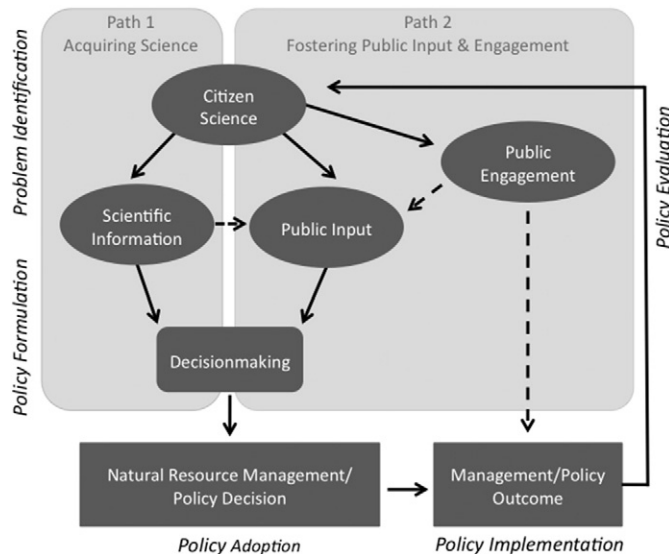 Path 1
Acquiring Science
Path 2
Fostering Public Input & Engagement
Problem Identification
Citizen
Science
Public
Engagement
Policy Evaluation
Scientific
Information
Public Input
Policy Formulation
Decisionmaking
Natural Resource Management/
Policy Decision
Management/Policy
Outcome
Policy Adoption
Policy Implementation